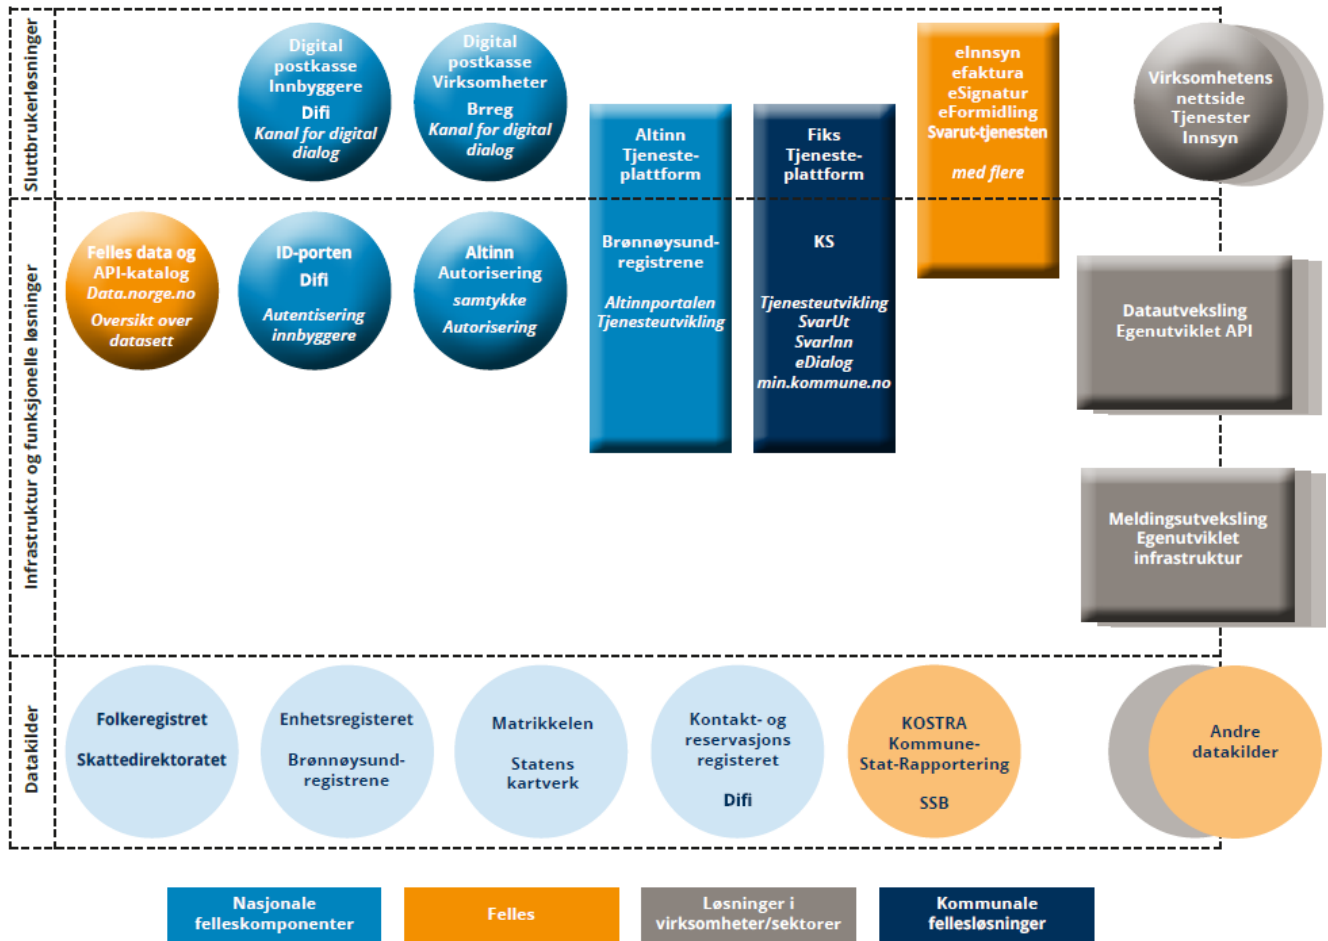 Sluttbrukerløsninger
Digital
postkasse
Innbyggere
Difi
Kanal for digital
dialog
Digital
postkasse
Virksomheter
Brreg
Kanal for digital
dialog
Altinn
Tjeneste-
plattform
Brønnøysund-
registrene
Altinnportalen
Tjenesteutvikling
Fiks
Tjeneste-
plattform
KS
Tjenesteutvikling
SvarUt
SvarInn
eDialog
min.kommune.no
eInnsyn
efaktura
eSignatur
eFormidling
Svarut-tjenesten
med flere
Virksomhetens
nettside
Tjenester
Innsyn
Infrastruktur og funksjonelle løsninger
Felles data og
API-katalog
Data.norge.no
Oversikt over
datasett
ID-porten
Difi
Autentisering
innbyggere
Altinn
Autorisering
samtykke
Autorisering
Datautveksling
Egenutviklet API
Meldingsutveksling
Egenutviklet
infrastruktur
Datakilder
Folkeregistret
Skattedirektoratet
Enhetsregisteret
Brønnøysund-
registrene
Matrikkelen
Statens
kartverk
Kontakt- og
reservasjons
registeret
Difi
KOSTRA
Kommune-
Stat-Rapportering
SSB
Andre
datakilder
Nasjonale
felleskomponenter
Felles
Løsninger i
virksomheter/sektorer
Kommunale
fellesløsninger